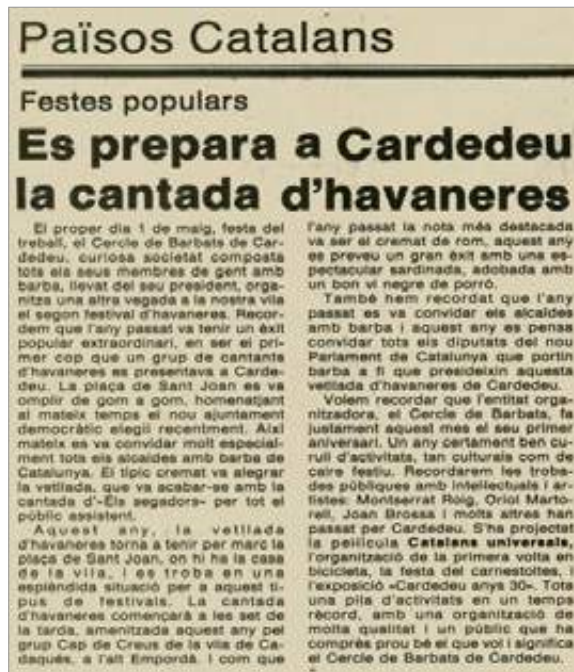 Països Catalans
Festes populars
Es prepara a Cardedeu
la cantada d'havaneres
El proper dia 1 de maig, festa del
treball, el Cercle de Barbats de Car-
dedeu, curiosa societat composta
tots els seus membres de gent amb
barba, llevat del seu president, orga-
nitza una altra vegada a la nostra vila
el segon festival d'havaneres. Recor-
dem que l'any passat va tenir un èxit
popular extraordinari, en ser el pri-
mer cop que un grup de cantants
d'havaneres es presentava a Carde-
deu. La plaça de Sant Joan es va
omplir de gom a gom, homenatjant
al mateix temps el nou ajuntament
democràtic elegit recentment. Així
mateix es va convidar molt especial-
ment tots els alcaldes amb barba de
Catalunya. El típic cremat va alegrar
la vetllada, que va acabar-se amb la
cantada d'«Els segadors» per tot el
públic assistent.
Aquest any, la vetllada
d'havaneres torna a tenir per marc la
plaça de Sant Joan, on hi ha la casa
de la vila, i es troba en una
esplèndida situació per a aquest ti-
pus de festivals. La cantada
d'havaneres començarà a les set de
la tarda, amenitzada aquest any pel
grup Cap de Creus de la vila de Ca-
daqués, a l'alt Empordà. I com que
l'any passat la nota més destacada
va ser el cremat de rom, aquest any
es preveu un gran èxit amb una es-
pectacular sardinada, adobada amb
un bon vi negre de porró.
També hem recordat que l'any
passat es va convidar els alcaldes
amb barba i aquest any es pensa
convidar tots els diputats del nou
Parlament de Catalunya que portin
barba a fi que presideixin aquesta
vetllada d'havaneres de Cardedeu.
Volem recordar que l'entitat orga-
nitzadora, el Cercle de Barbats, fa
justament aquest mes el seu primer
aniversari. Un any certament ben cu-
rull d'activitats, tan culturals com de
caire festiu. Recordarem les troba-
des públiques amb intellectuals i ar-
tistes: Montserrat Roig, Oriol Marto-
rell, Joan Brossa i molts altres han
passat per Cardedeu. S'ha projectat
la pellícula Catalans universals,
l'organització de la primera volta en
bicicleta, la festa del carnestoltes, i
l'exposició «Cardedeu anys 30». Tota
una pila d'activitats en un temps
rècord, amb una organització de
molta qualitat i un públic que ha
comprès prou bé el que vol i significa
el Cercle de Barbats de Cardedeu.